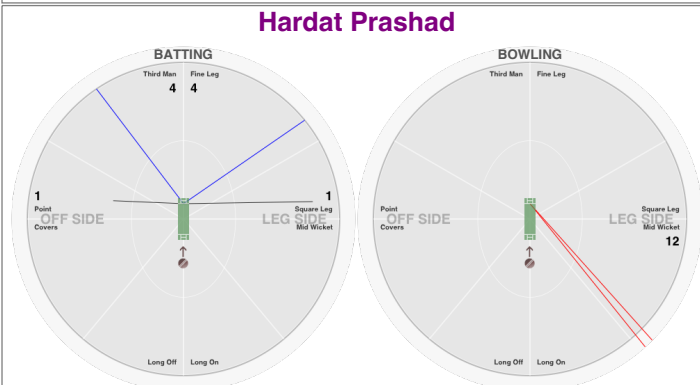 Hardat Prashad
BATTING
Third Man Fine Leg
4 4
1 1
Point Square Leg
OFF SIDE LEG SIDE
Covers Mid Wicket
Long Off Long On
BOWLING
Third Man Fine Leg
Point Square Leg
OFF SIDE LEG SIDE
Covers Mid Wicket
12
Long Off Long On